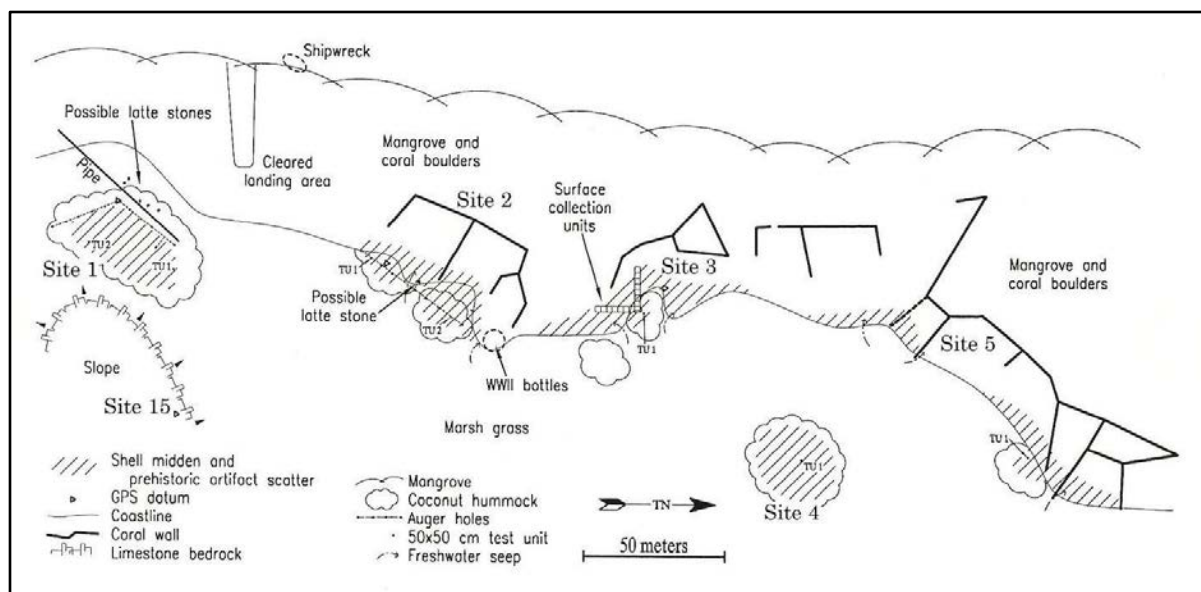 Shipwreck
Possible latte stones
Pipe
Cleared
landing area
Mangrove
and coral
boulders
Site 2
Surface
collection
units
Site 3
Mangrove and
coral boulders
TU2
TU1
Site 1
TU1
Possible
latte stone
TU2
TU1
Site 5
WWII bottles
Slope
Site 15
Marsh grass
TU1
TU1
Site 4
Shell midden and
prehistoric artifact scatter
GPS datum
Coastline
Coral wall
Limestone bedrock
Mangrove
Coconut hummock
Auger holes
50x50 cm test unit
Freshwater seep
TN
50 meters